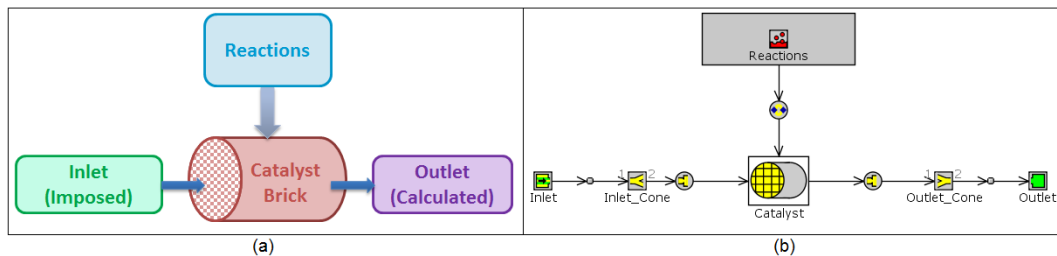 Reactions
Inlet
(Imposed)
Catalyst
Brick
Outlet
(Calculated)
(a)
Reactions
1 2 1 2
Inlet Inlet_Cone Catalyst Outlet_Cone Outlet
(b)